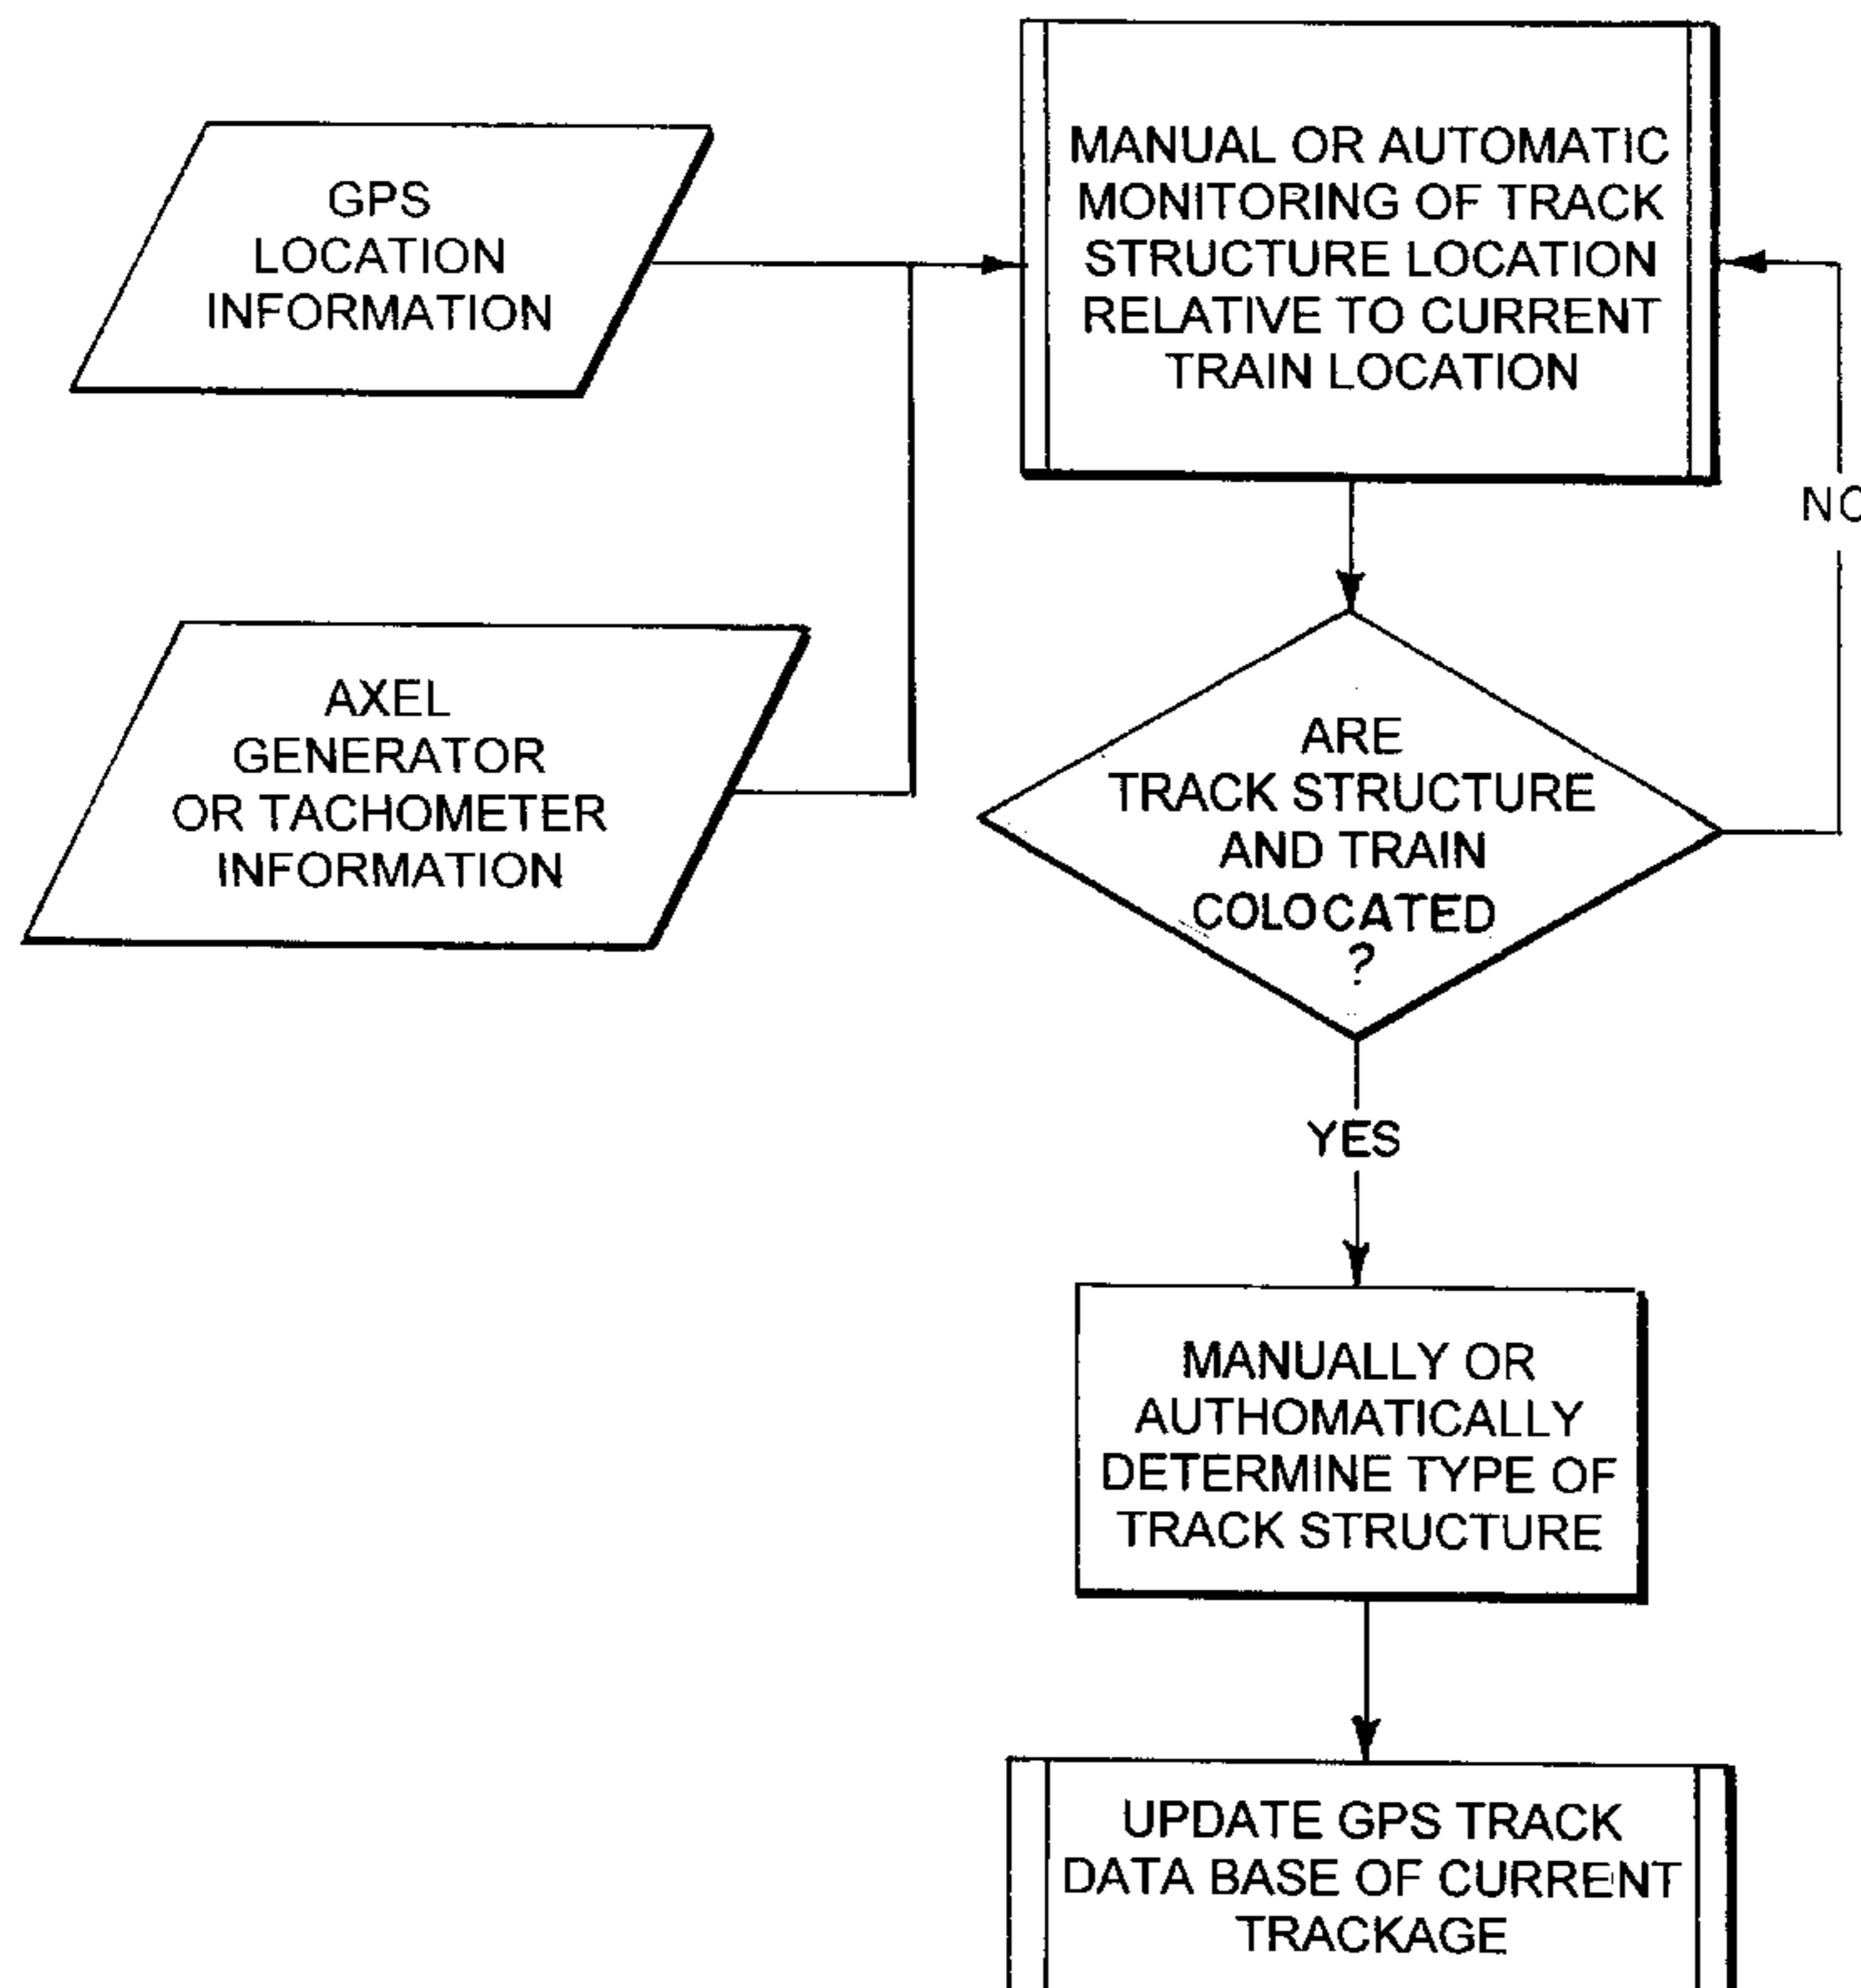 GPS
LOCATION
INFORMATION
MANUAL OR AUTOMATIC
MONITORING OF TRACK
STRUCTURE LOCATION
RELATIVE TO CURRENT
TRAIN LOCATION
AXEL
GENERATOR
OR TACHOMETER
INFORMATION
ARE
TRACK STRUCTURE
AND TRAIN
COLOCATED
?
NO
YES
MANUALLY OR
AUTHOMATICALLY
DETERMINE TYPE OF
TRACK STRUCTURE
UPDATE GPS TRACK
DATA BASE OF CURRENT
TRACKAGE